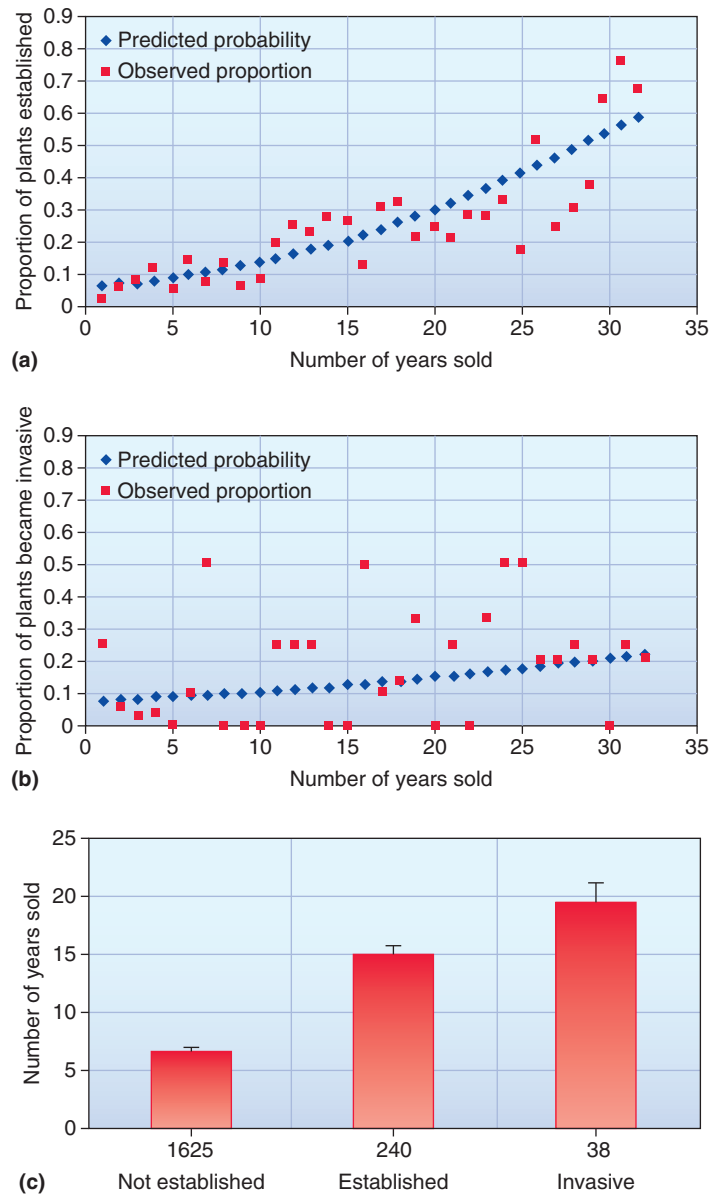 0.9
Predicted probability
0.8
Observed proportion
0.7
0.6
0.5
0.4
0.3
0.2
0.1
0
Proportion of plants established
0 5 10 15 20 25 30 35
(a)
Number of years sold
0.9
Predicted probability
0.8
Observed proportion
0.7
0.6
0.5
0.4
0.3
0.2
0.1
0
Proportion of plants became invasive
0 5 10 15 20 25 30 35
(b)
Number of years sold
25
20
15
10
5
0
Number of years sold
1625 240 38
(c) Not established Established Invasive